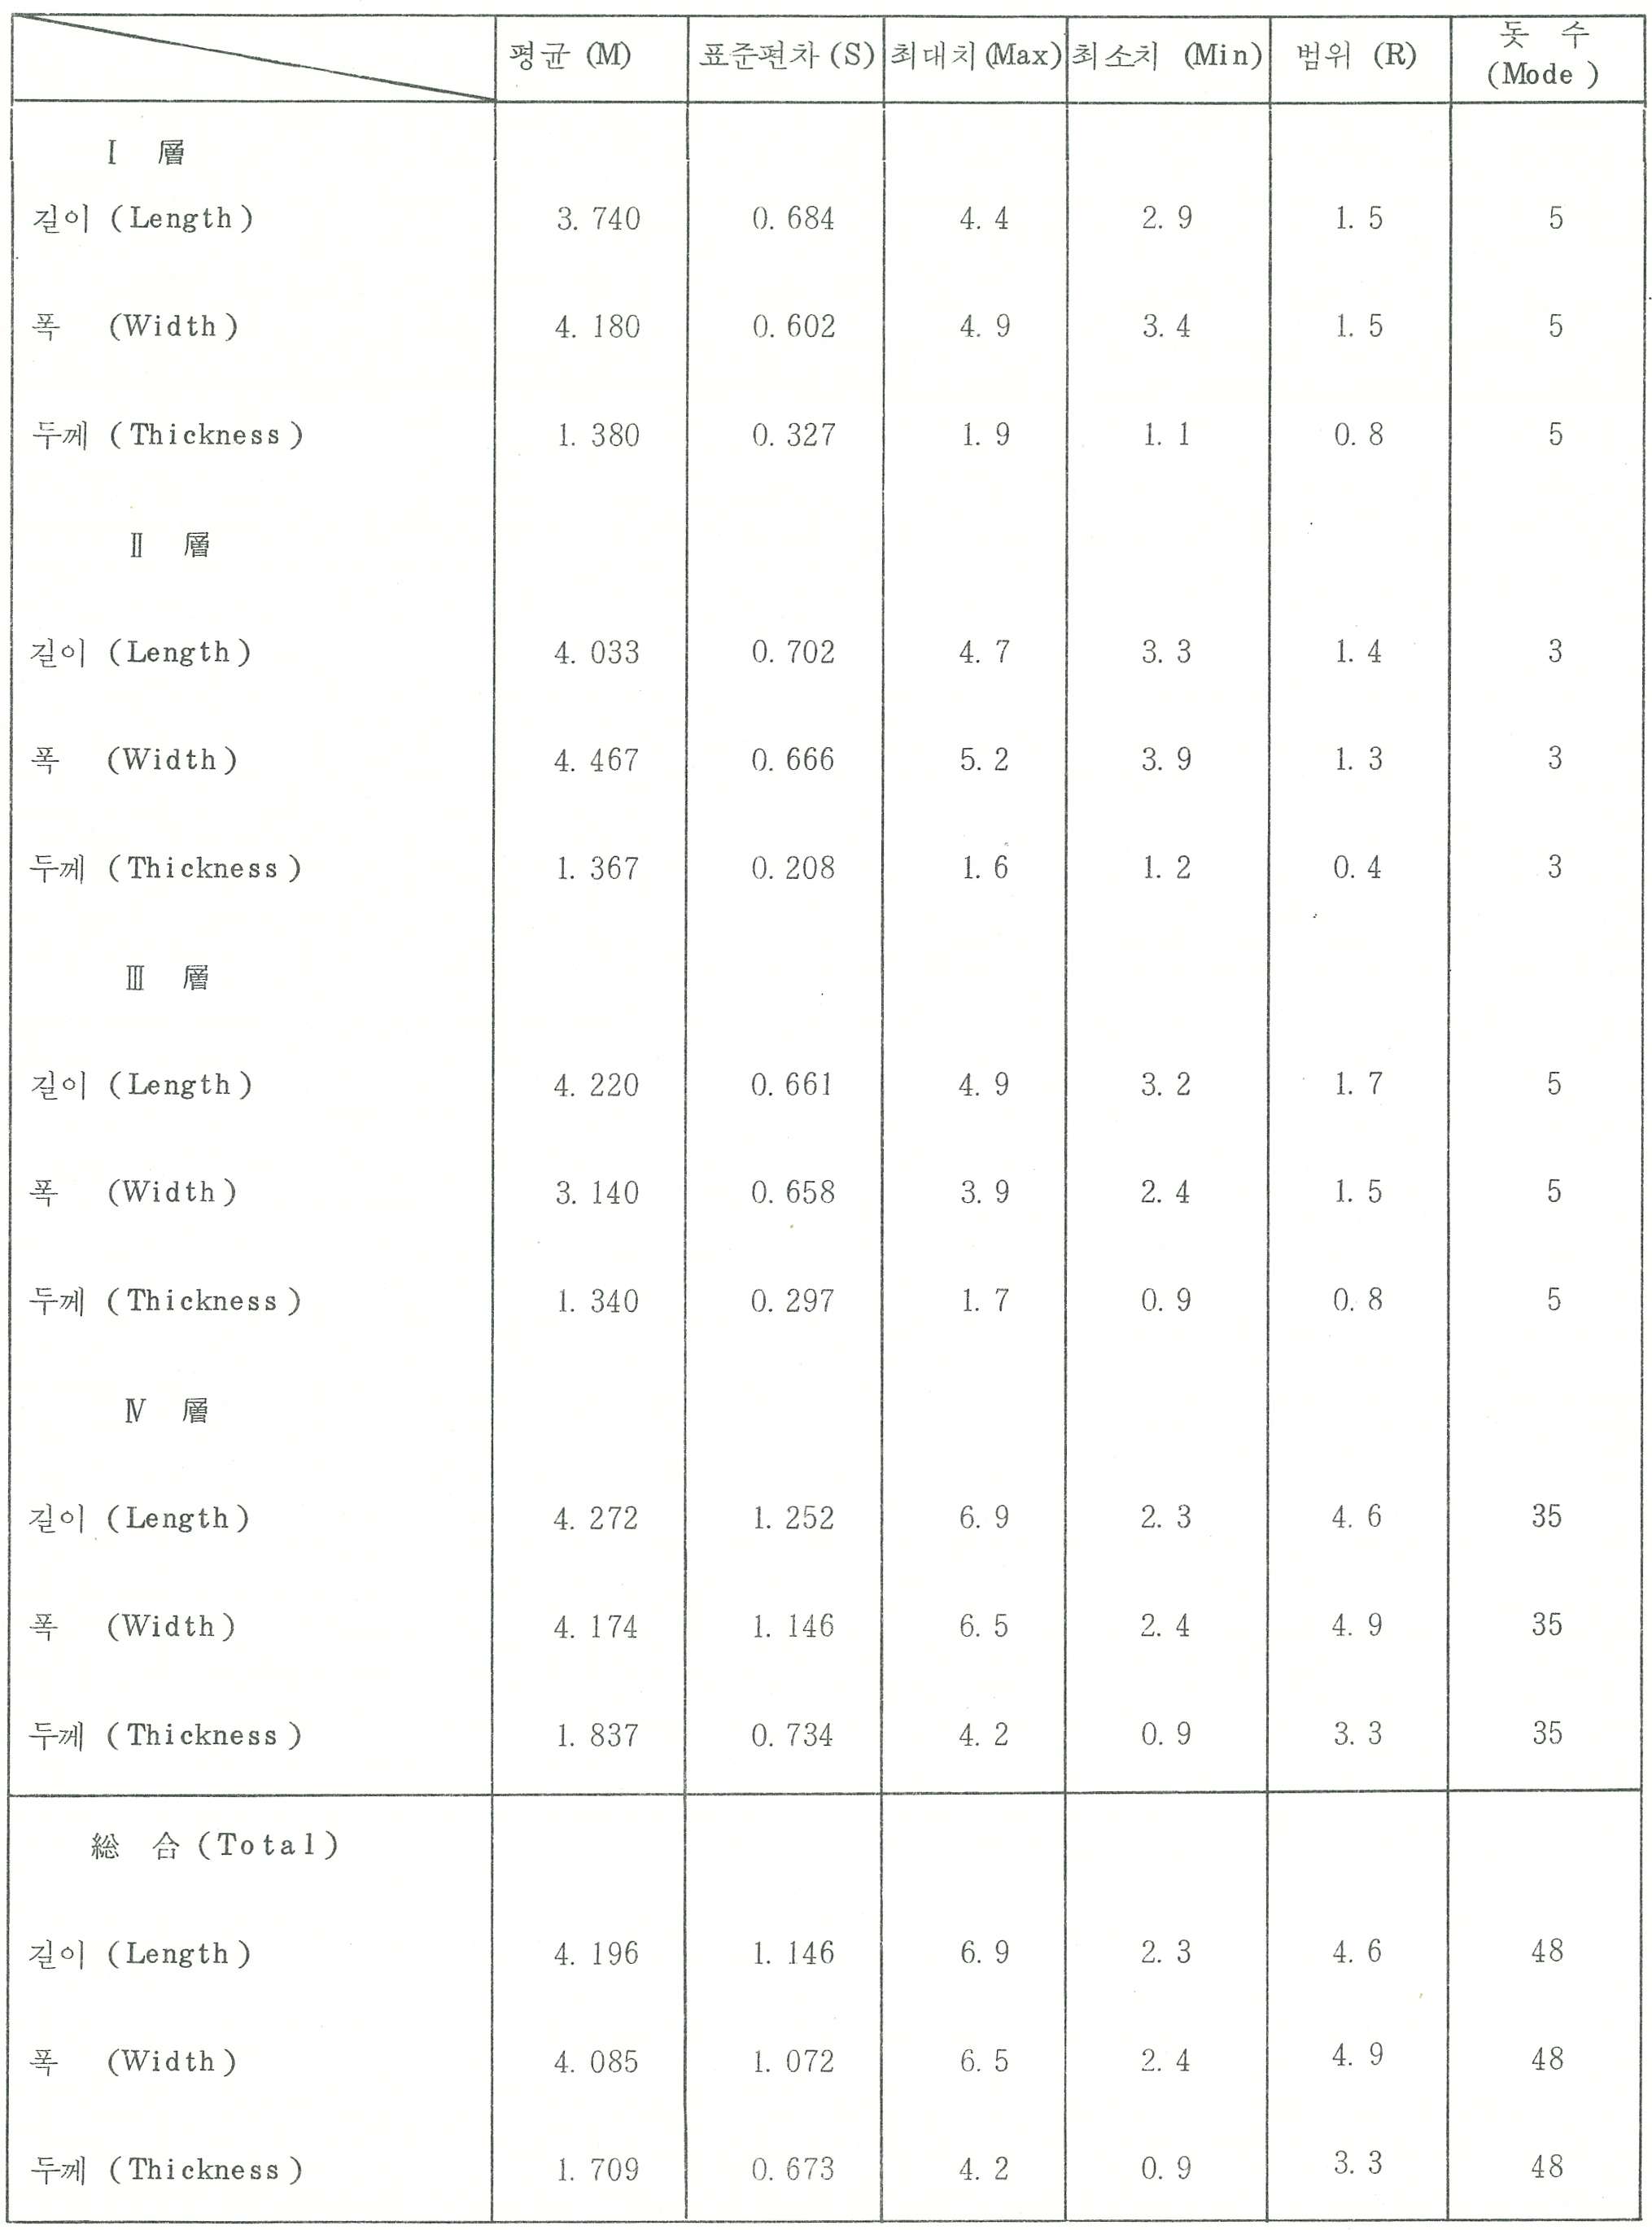 평균 (M) 표준편차 (S) 최대치 (Max) 최소치 (Min) 범위 (R) 돗 수 (Mode)
Ⅰ 層
길이 (Length) 3.740 0.684 4.4 2.9 1.5 5
폭 (Width) 4.180 0.602 4.9 3.4 1.5 5
두께 (Thickness) 1.380 0.327 1.9 1.1 0.8 5
Ⅱ 層
길이 (Length) 4.033 0.702 4.7 3.3 1.4 3
폭 (Width) 4.467 0.666 5.2 3.9 1.3 3
두께 (Thickness) 1.367 0.208 1.6 1.2 0.4 3
Ⅲ 層
길이 (Length) 4.220 0.661 4.9 3.2 1.7 5
폭 (Width) 3.140 0.658 3.9 2.4 1.5 5
두께 (Thickness) 1.340 0.297 1.7 0.9 0.8 5
Ⅳ 層
길이 (Length) 4.272 1.252 6.9 2.3 4.6 35
폭 (Width) 4.174 1.146 6.5 2.4 4.9 35
두께 (Thickness) 1.837 0.734 4.2 0.9 3.3 35
総 合 (Total)
길이 (Length) 4.196 1.146 6.9 2.3 4.6 48
폭 (Width) 4.085 1.072 6.5 2.4 4.9 48
두께 (Thickness) 1.709 0.673 4.2 0.9 3.3 48